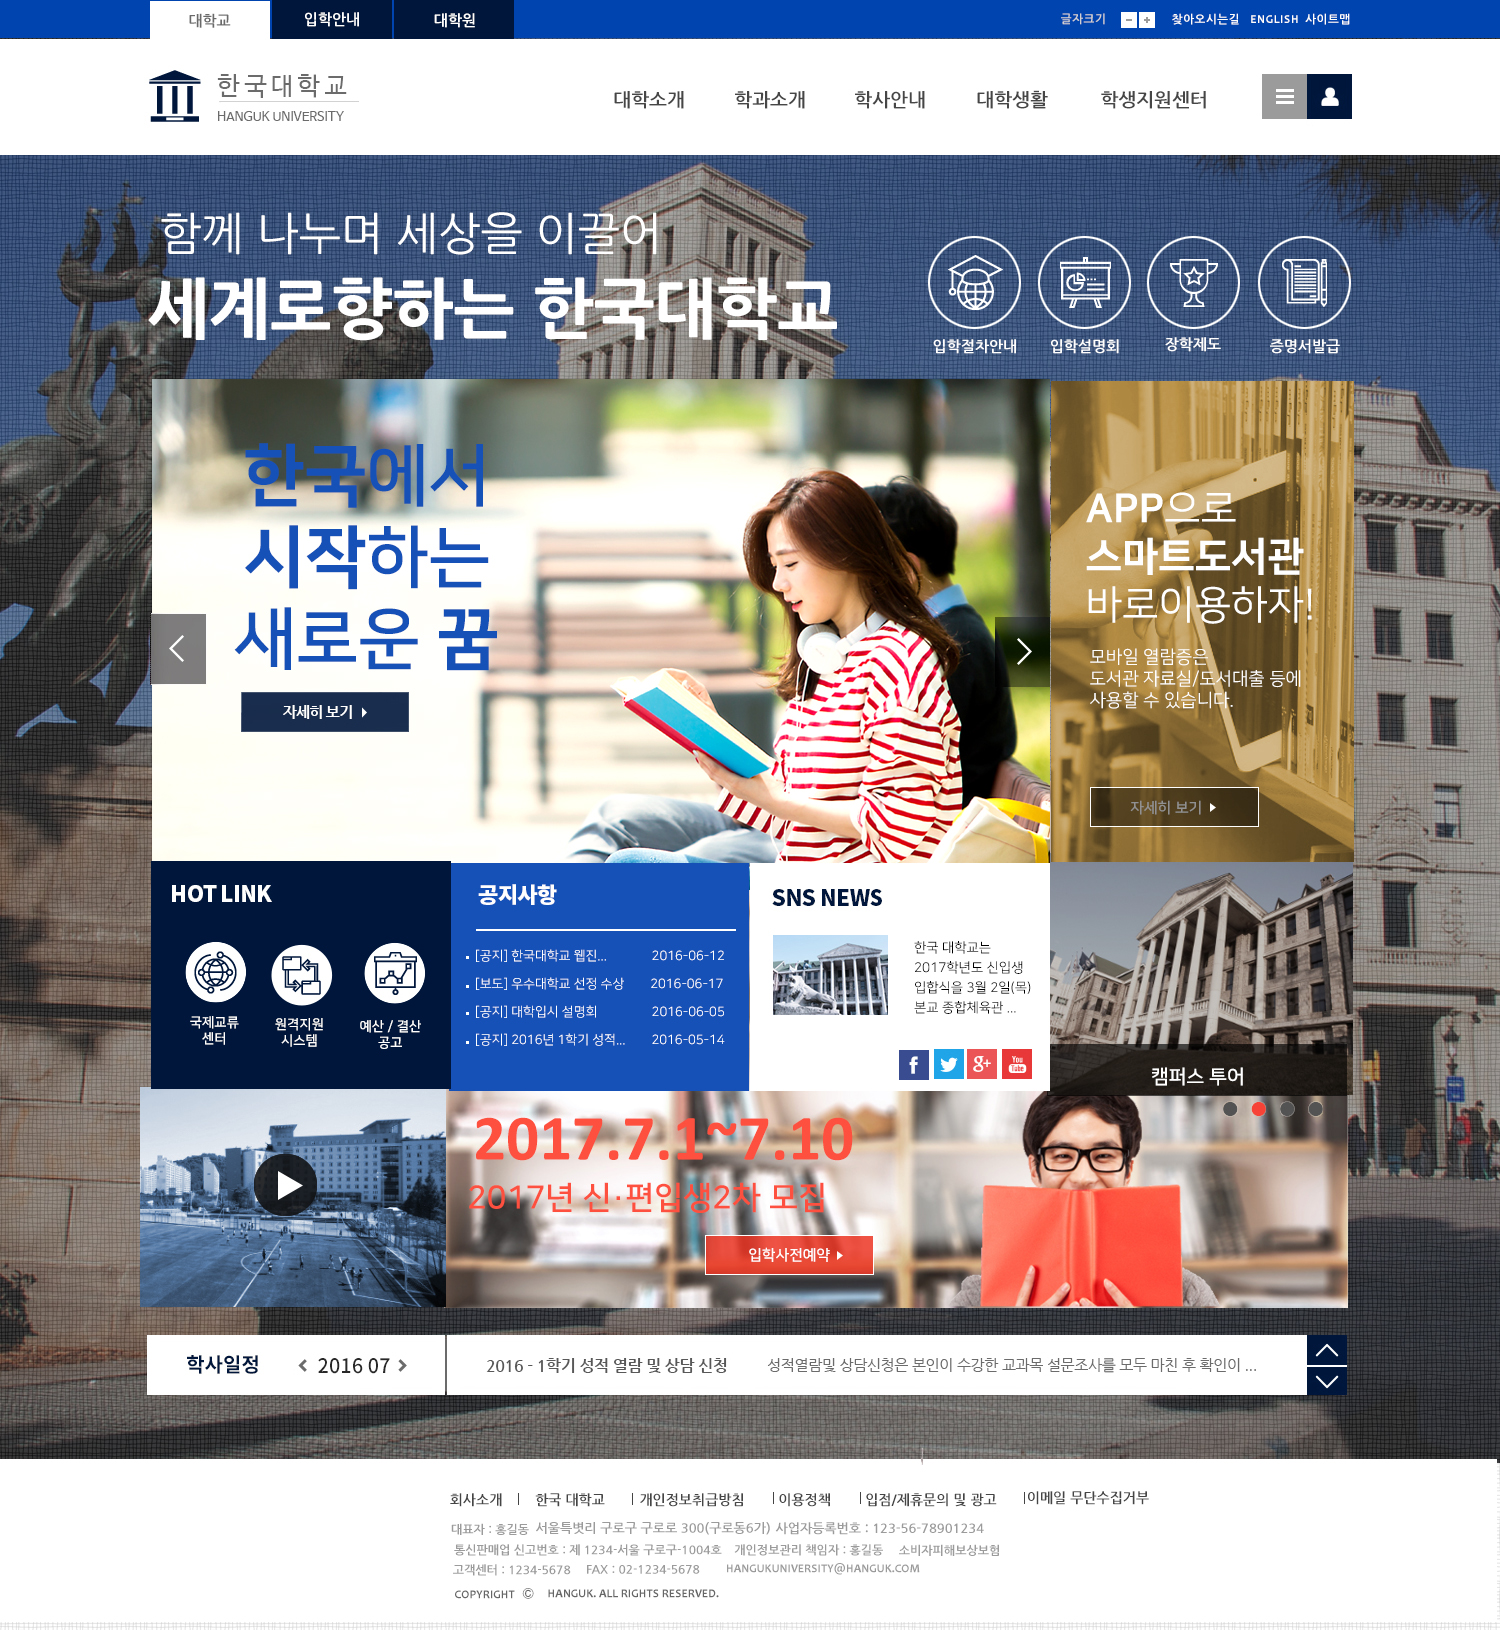 대학교
입학안내
대학원
글자크기
찾아오시는길 ENGLISH 사이트맵
한국대학교
HANGUK UNIVERSITY
대학소개
학과소개
학사안내
대학생활
학생지원센터
함께 나누며 세상을 이끌어
세계로향하는 한국대학교
입학절차안내
입학설명회
장학제도
증명서발급
한국에서
시작하는
새로운 꿈
자세히 보기
APP으로
스마트도서관
바로이용하자!
모바일 열람증은
도서관 자료실/도서대출 등에
사용할 수 있습니다.
자세히 보기
HOT LINK
국제교류
센터
원격지원
시스템
예산 / 결산
공고
공지사항
[공지] 한국대학교 웹진... 2016-06-12
[보도] 우수대학교 선정 수상 2016-06-17
[공지] 대학입시 설명회 2016-06-05
[공지] 2016년 1학기 성적... 2016-05-14
SNS NEWS
한국 대학교는
2017학년도 신입생
입합식을 3월 2일(목)
본교 종합체육관 ...
f
g+
You
Tube
캠퍼스 투어
2017.7.1~7.10
2017년 신·편입생2차 모집
입학사전예약
학사일정
2016 07
2016 - 1학기 성적 열람 및 상담 신청
성적열람및 상담신청은 본인이 수강한 교과목 설문조사를 모두 마친 후 확인이 ...
회사소개 | 한국 대학교 | 개인정보취급방침 | 이용정책 | 입점/제휴문의 및 광고 | 이메일 무단수집거부
대표자 : 홍길동 서울특볏리 구로구 구로로 300(구로동6가) 사업자등록번호 : 123-56-78901234
통신판매업 신고번호 : 제 1234-서울 구로구-1004호 개인정보관리 책임자 : 홍길동 소비자피해보상보험
고객센터 : 1234-5678 FAX : 02-1234-5678 HANGUKUNIVERSITY@HANGUK.COM
COPYRIGHT © HANGUK. ALL RIGHTS RESERVED.